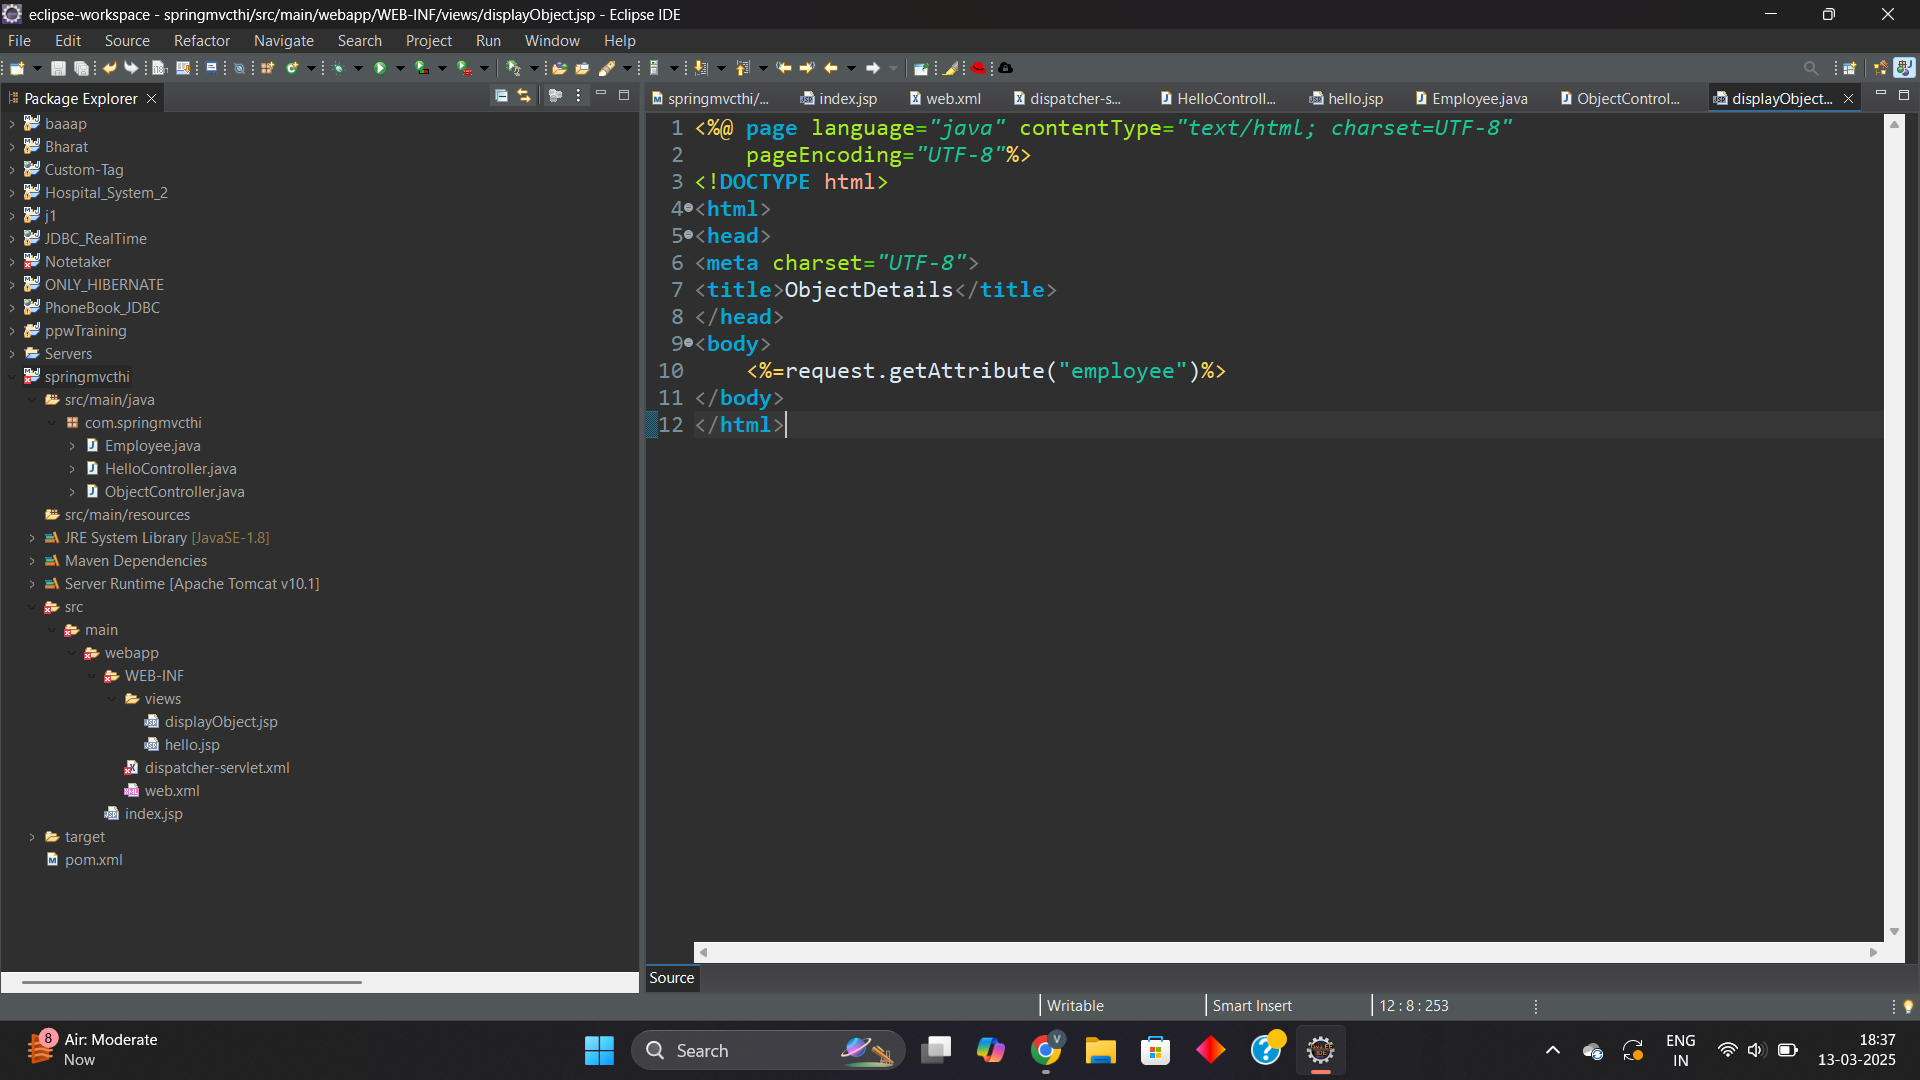 eclipse-workspace - springmvcthi/src/main/webapp/WEB-INF/views/displayObject.jsp - Eclipse IDE
File Edit Source Refactor Navigate Search Project Run Window Help
Package Explorer
baaap
Bharat
Custom-Tag
Hospital_System_2
j1
JDBC_RealTime
Notetaker
ONLY_HIBERNATE
PhoneBook_JDBC
ppwTraining
Servers
springmvcthi
src/main/java
com.springmvcthi
Employee.java
HelloController.java
ObjectController.java
src/main/resources
JRE System Library [JavaSE-1.8]
Maven Dependencies
Server Runtime [Apache Tomcat v10.1]
src
main
webapp
WEB-INF
views
displayObject.jsp
hello.jsp
dispatcher-servlet.xml
web.xml
index.jsp
target
pom.xml
springmvcthi/... index.jsp web.xml dispatcher-s... HelloControll... hello.jsp Employee.java ObjectControl... displayObject...
1 <%@ page language="java" contentType="text/html; charset=UTF-8"
2     pageEncoding="UTF-8"%>
3 <!DOCTYPE html>
4 <html>
5 <head>
6 <meta charset="UTF-8">
7 <title>ObjectDetails</title>
8 </head>
9 <body>
10     <%=request.getAttribute("employee")%>
11 </body>
12 </html>
Source
Writable Smart Insert 12 : 8 : 253
8 Air: Moderate
Now
Search
V
ENG
IN
18:37
13-03-2025